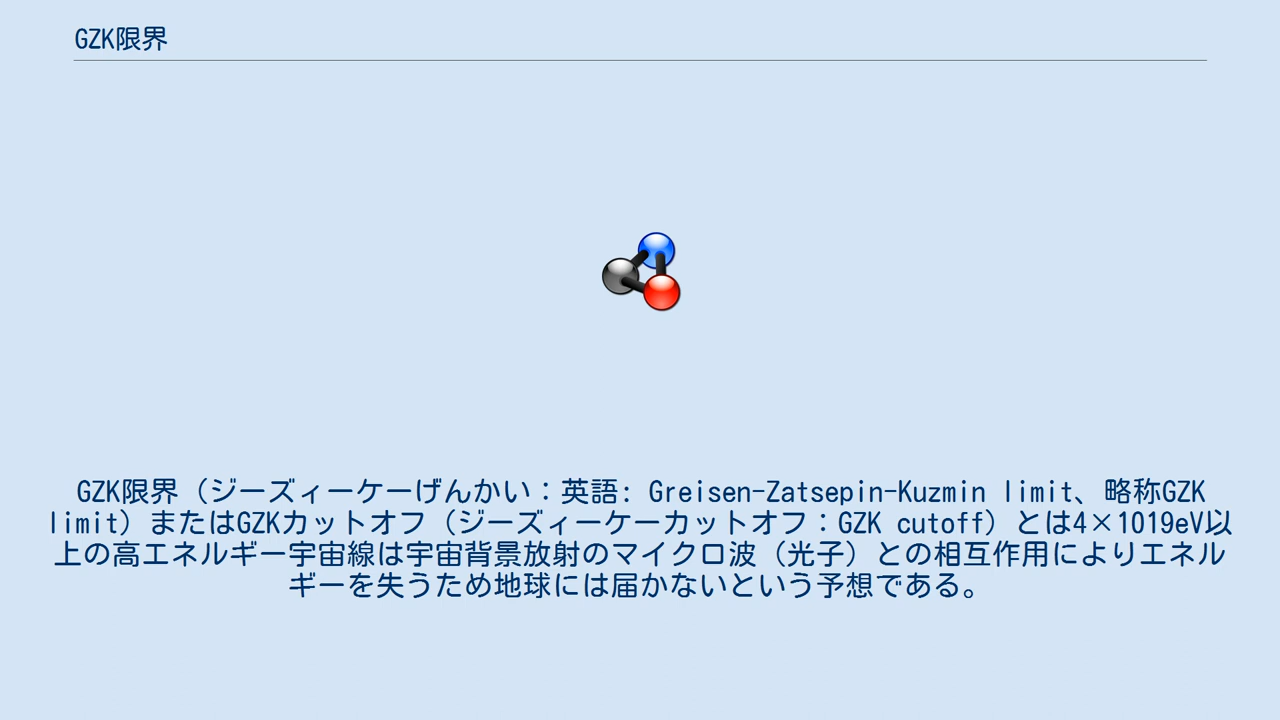 GZK限界
GZK限界（ジーズィーケーげんかい：英語: Greisen-Zatsepin-Kuzmin limit、略称GZK
limit）またはGZKカットオフ（ジーズィーケーカットオフ：GZK cutoff）とは4×1019eV以
上の高エネルギー宇宙線は宇宙背景放射のマイクロ波（光子）との相互作用によりエネル
ギーを失うため地球には届かないという予想である。